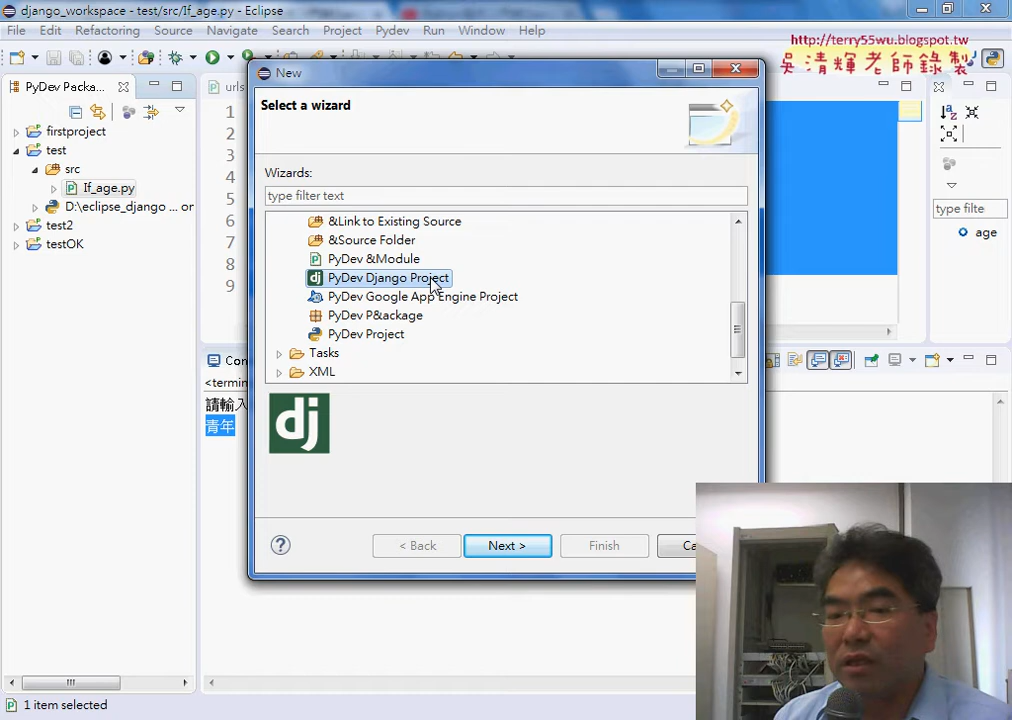 django_workspace - test/src/If_age.py - Eclipse
File Edit Refactoring Source Navigate Search Project Pydev Run Window Help
http://terry55wu.blogspot.tw
吳清輝老師錄製
PyDev Packa...
urls
firstproject
test
src
If_age.py
D:\eclipse_django ... or
test2
testOK
1
2
3
4
5
6
7
8
9
New
Select a wizard
Wizards:
type filter text
&Link to Existing Source
&Source Folder
PyDev &Module
PyDev Django Project
PyDev Google App Engine Project
PyDev P&ackage
PyDev Project
Tasks
XML
dj
< Back
Next >
Finish
Ca
type filte
age
Con
<termin
請輸入
青年
1 item selected